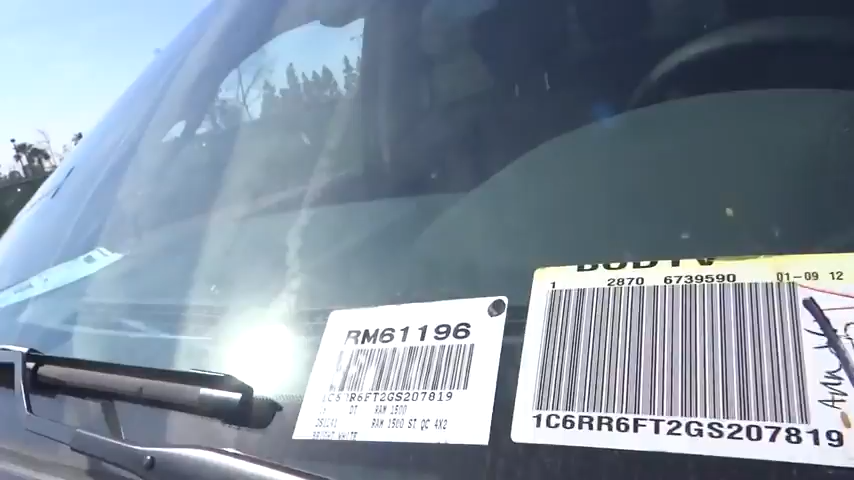 RM61196
1C6RR6FT2GS207819
DT RAM 1500
RAM 1500 ST QC 4X2
BRIGHT WHITE
1 2870 6739590 01-09 12
1C6RR6FT2GS207819